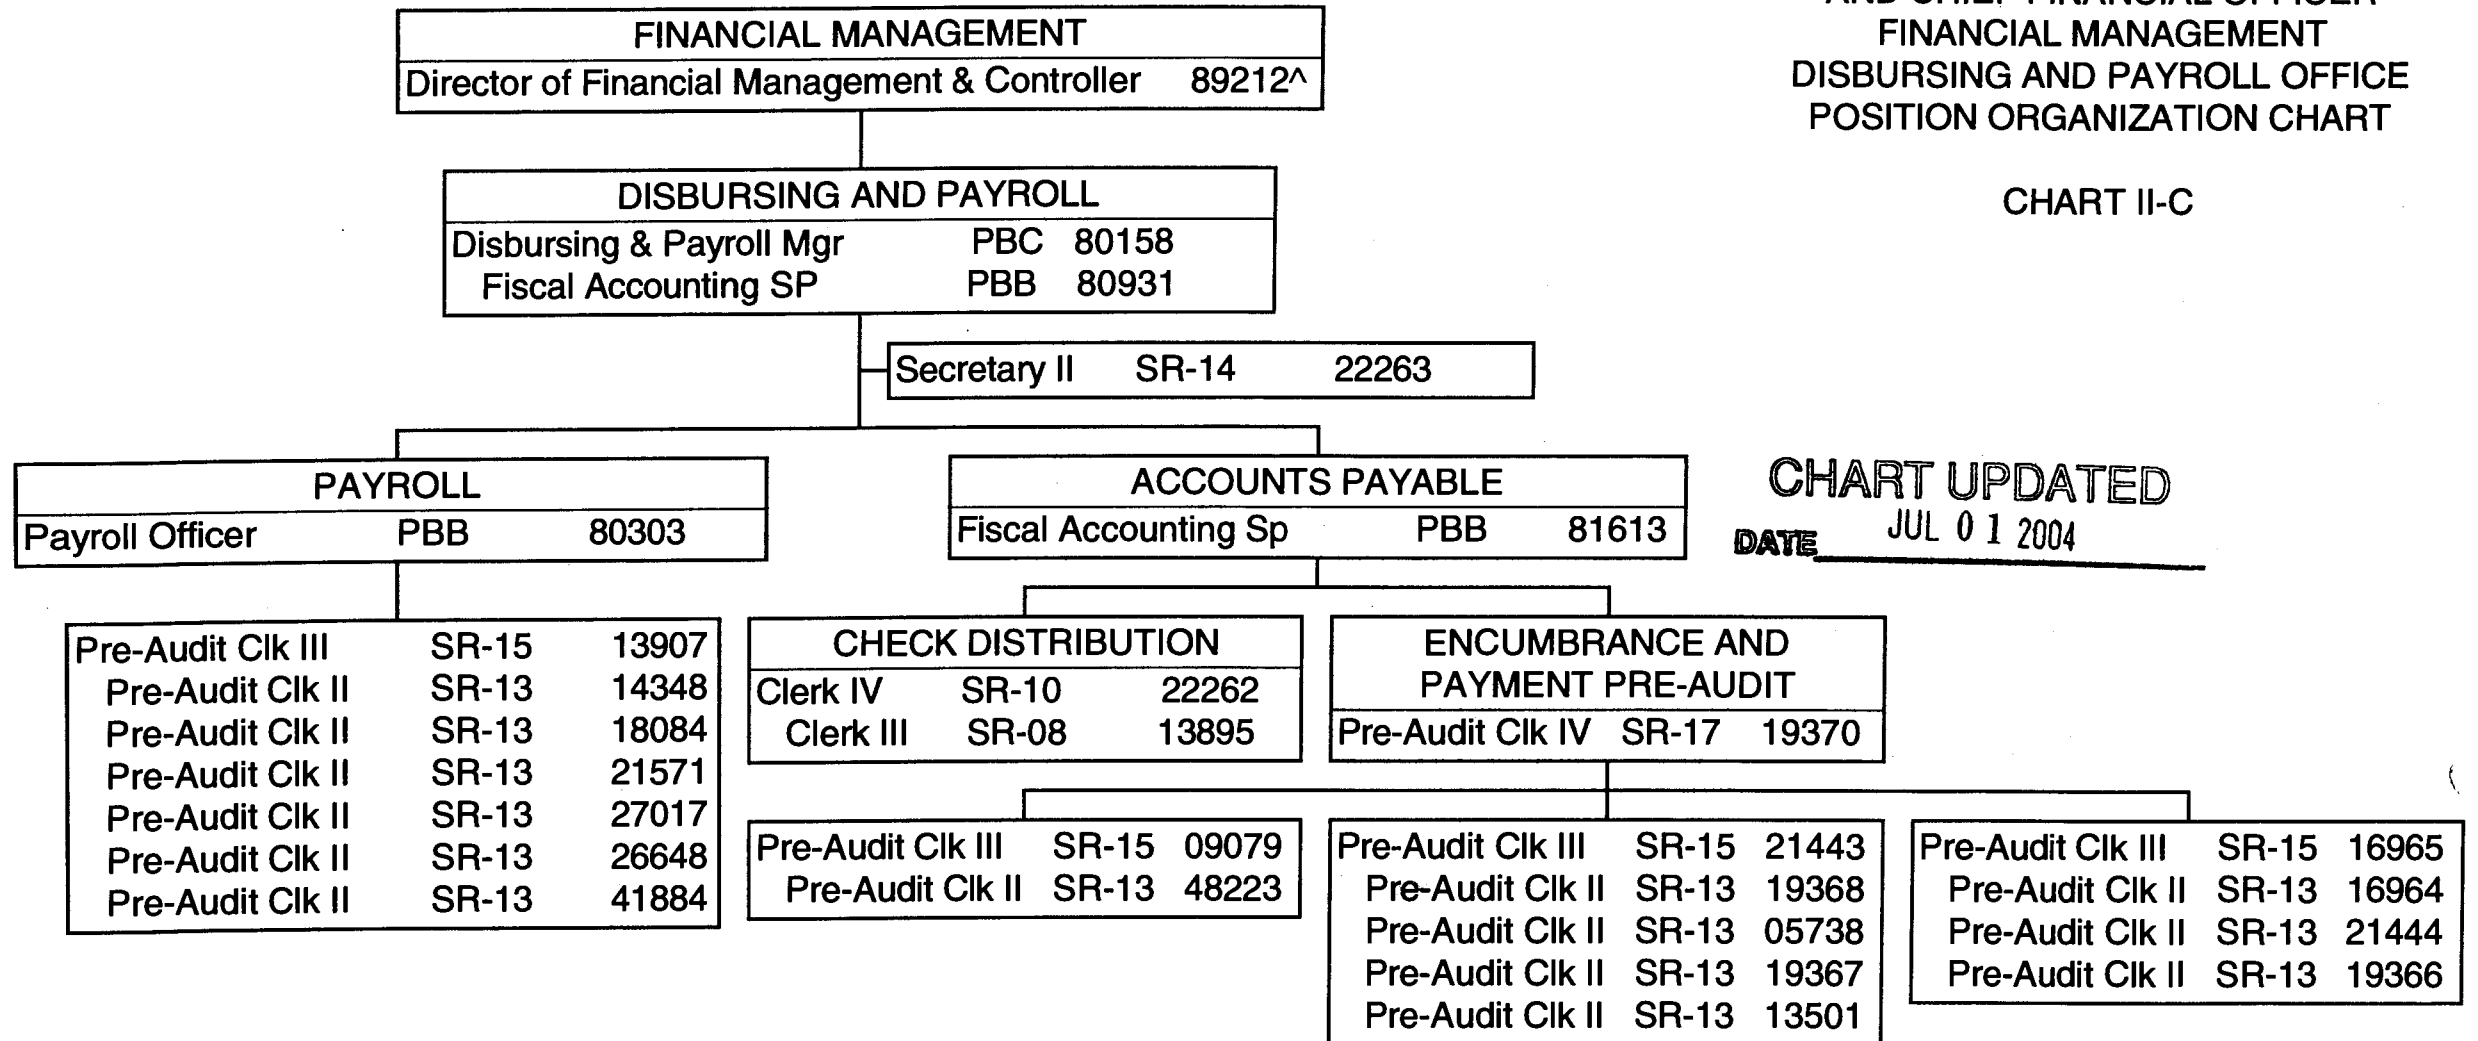 AND CHIEF FINANCIAL OFFICER
FINANCIAL MANAGEMENT
DISBURSING AND PAYROLL OFFICE
POSITION ORGANIZATION CHART
CHART II-C
FINANCIAL MANAGEMENT
Director of Financial Management & Controller 89212^
DISBURSING AND PAYROLL
Disbursing & Payroll Mgr PBC 80158
Fiscal Accounting SP PBB 80931
Secretary II SR-14 22263
PAYROLL
Payroll Officer PBB 80303
ACCOUNTS PAYABLE
Fiscal Accounting Sp PBB 81613
CHART UPDATED
DATE JUL 01 2004
Pre-Audit Clk III SR-15 13907
Pre-Audit Clk II SR-13 14348
Pre-Audit Clk II SR-13 18084
Pre-Audit Clk II SR-13 21571
Pre-Audit Clk II SR-13 27017
Pre-Audit Clk II SR-13 26648
Pre-Audit Clk II SR-13 41884
CHECK DISTRIBUTION
Clerk IV SR-10 22262
Clerk III SR-08 13895
ENCUMBRANCE AND
PAYMENT PRE-AUDIT
Pre-Audit Clk IV SR-17 19370
Pre-Audit Clk III SR-15 09079
Pre-Audit Clk II SR-13 48223
Pre-Audit Clk III SR-15 21443
Pre-Audit Clk II SR-13 19368
Pre-Audit Clk II SR-13 05738
Pre-Audit Clk II SR-13 19367
Pre-Audit Clk II SR-13 13501
Pre-Audit Clk III SR-15 16965
Pre-Audit Clk II SR-13 16964
Pre-Audit Clk II SR-13 21444
Pre-Audit Clk II SR-13 19366